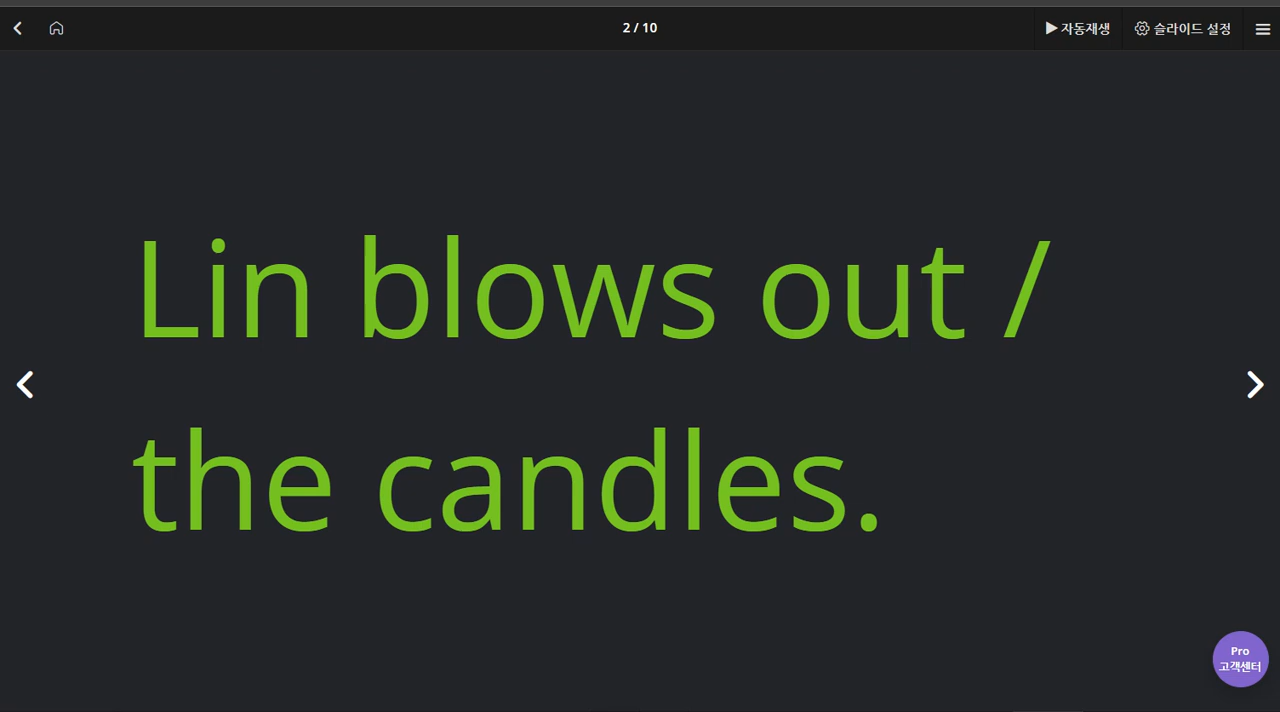 2 / 10
자동재생
슬라이드 설정
Lin blows out /
the candles.
Pro
고객센터